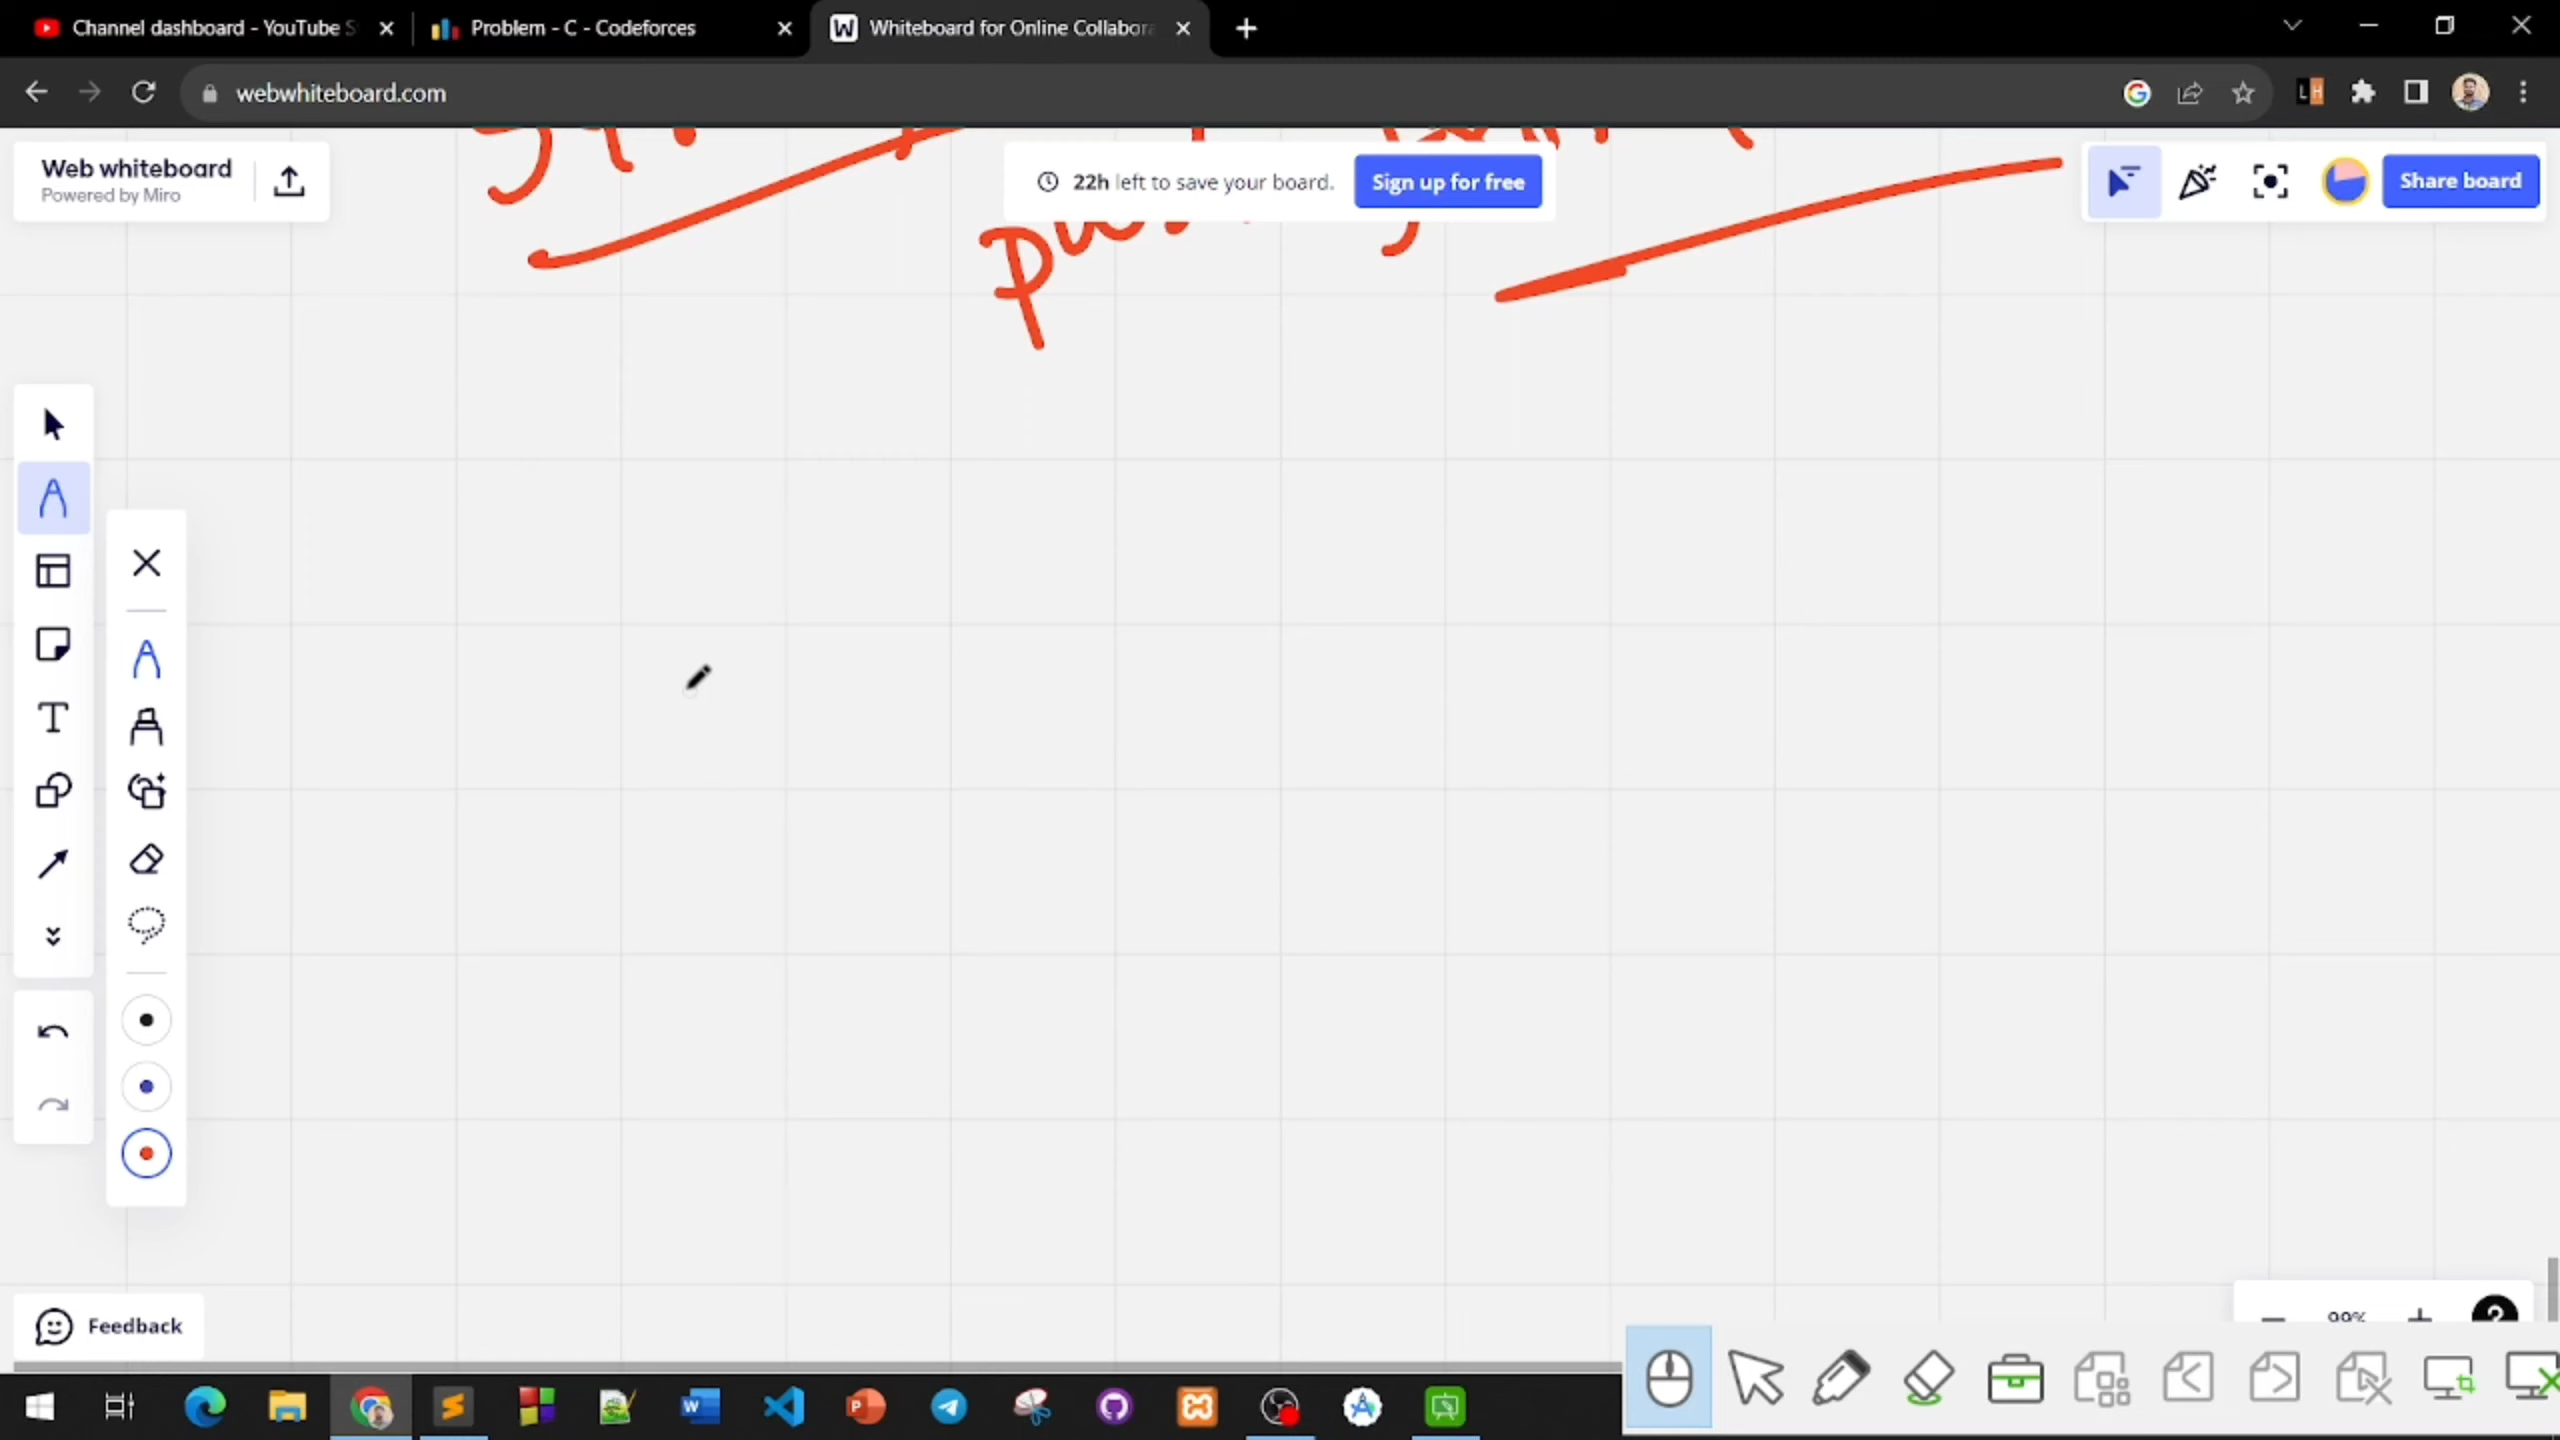 Channel dashboard - YouTube S
Problem - C - Codeforces
Whiteboard for Online Collabora
webwhiteboard.com
Web whiteboard
Powered by Miro
22h left to save your board.
Sign up for free
Share board
Feedback
99%